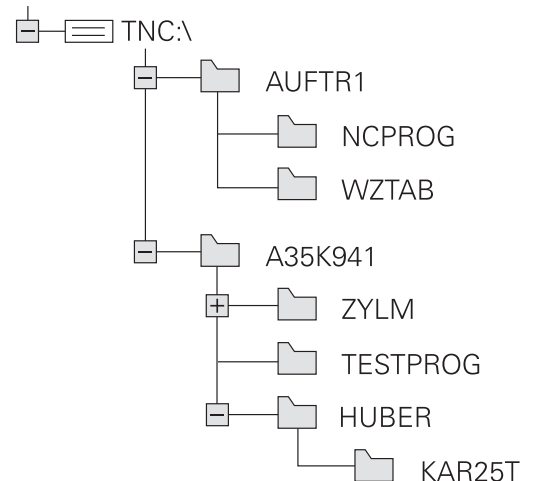 TNC:\
AUFTR1
NCPROG
WZTAB
A35K941
ZYLM
TESTPROG
HUBER
KAR25T